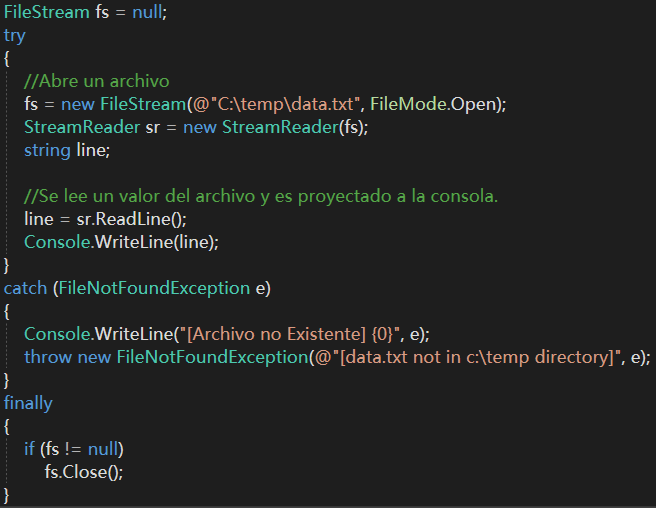 FileStream fs = null;
try
{
    //Abre un archivo
    fs = new FileStream(@"C:\temp\data.txt", FileMode.Open);
    StreamReader sr = new StreamReader(fs);
    string line;

    //Se lee un valor del archivo y es proyectado a la consola.
    line = sr.ReadLine();
    Console.WriteLine(line);
}
catch (FileNotFoundException e)
{
    Console.WriteLine("[Archivo no Existente] {0}", e);
    throw new FileNotFoundException(@"[data.txt not in c:\temp directory]", e);
}
finally
{
    if (fs != null)
        fs.Close();
}